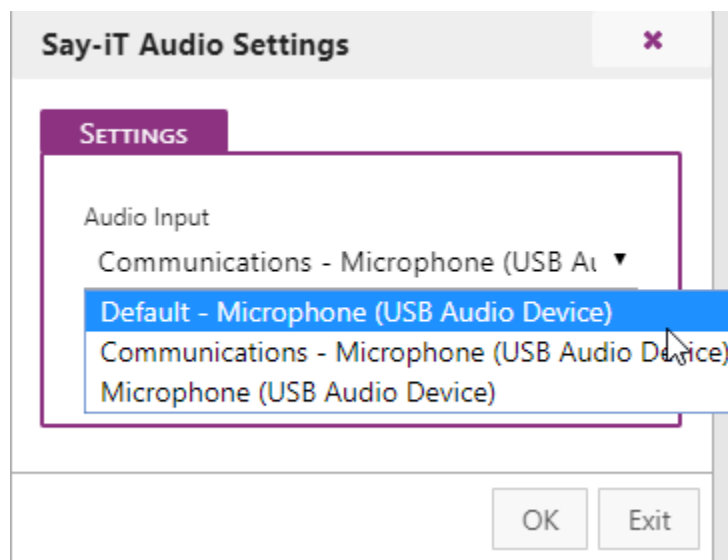 Say-iT Audio Settings
SETTINGS
Audio Input
Communications - Microphone (USB Au
Default - Microphone (USB Audio Device)
Communications - Microphone (USB Audio Device)
Microphone (USB Audio Device)
OK Exit